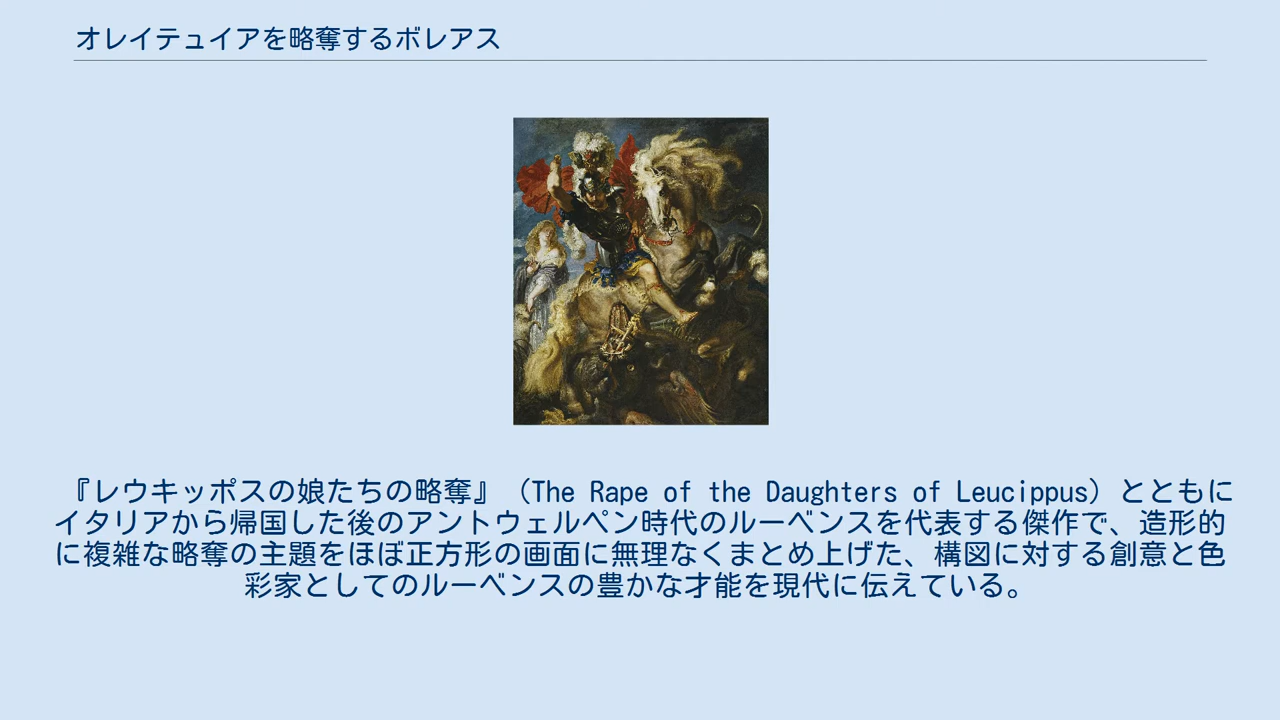 オレイテュイアを略奪するボレアス
『レウキッポスの娘たちの略奪』（The Rape of the Daughters of Leucippus）とともに
イタリアから帰国した後のアントウェルペン時代のルーベンスを代表する傑作で、造形的
に複雑な略奪の主題をほぼ正方形の画面に無理なくまとめ上げた、構図に対する創意と色
彩家としてのルーベンスの豊かな才能を現代に伝えている。